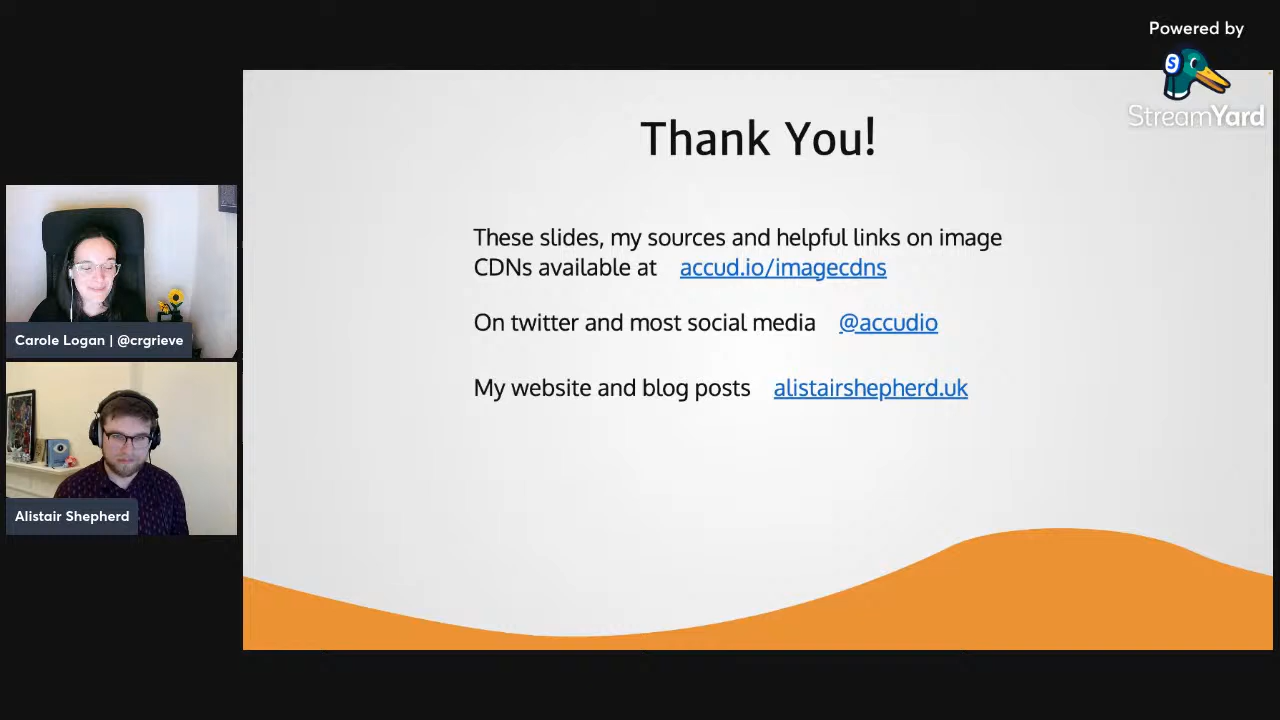 Powered by
S
StreamYard
Thank You!
These slides, my sources and helpful links on image
CDNs available at accud.io/imagecdns
On twitter and most social media @accudio
My website and blog posts alistairshepherd.uk
Carole Logan | @crgrieve
Alistair Shepherd